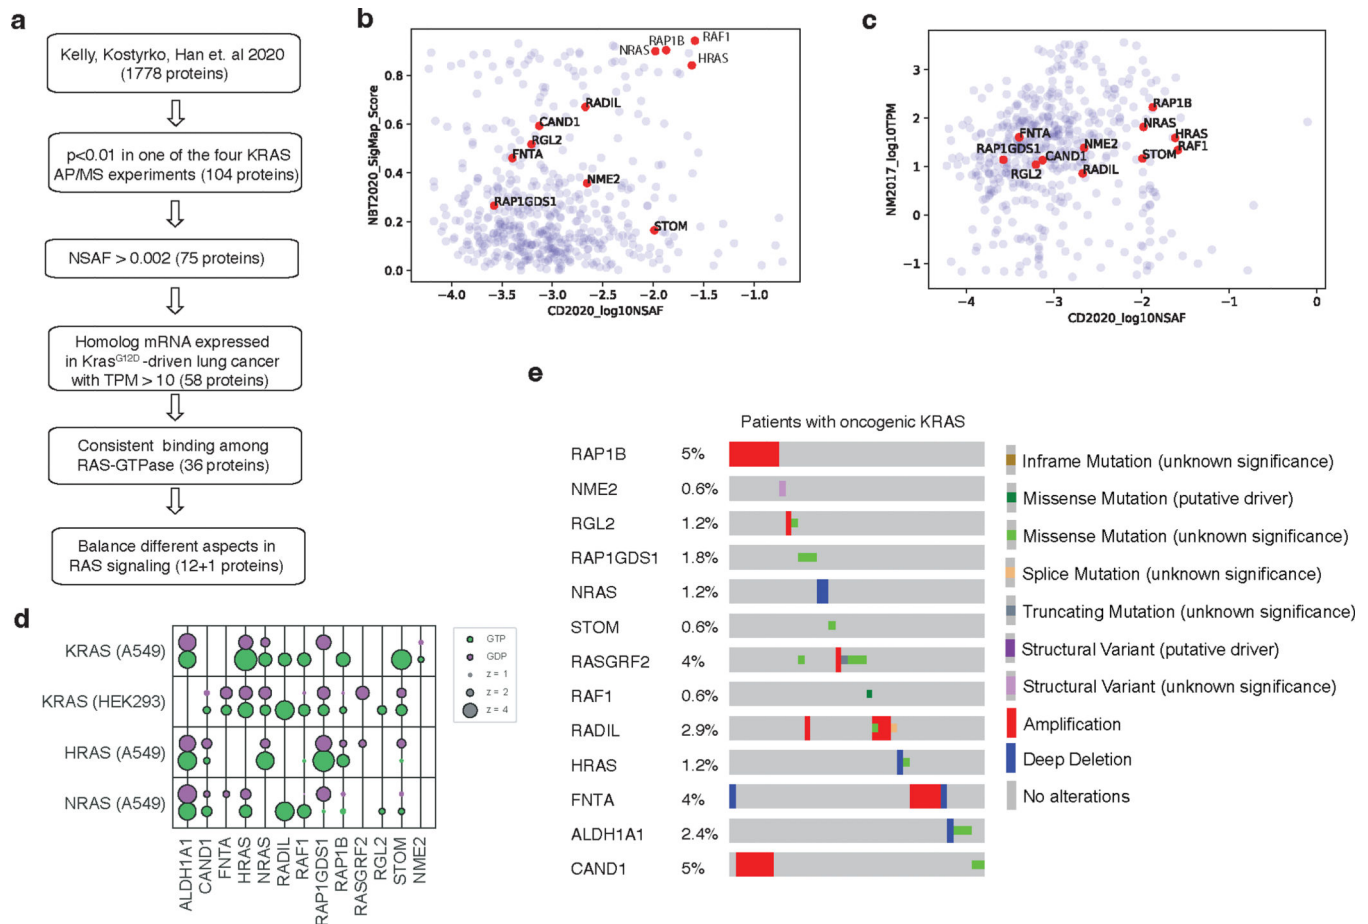 a
Kelly, Kostyrko, Han et. al 2020
(1778 proteins)
p<0.01 in one of the four KRAS
AP/MS experiments (104 proteins)
NSAF > 0.002 (75 proteins)
Homolog mRNA expressed
in KrasG12D -driven lung cancer
with TPM > 10 (58 proteins)
Consistent binding among
RAS-GTPase (36 proteins)
Balance different aspects in
RAS signaling (12+1 proteins)
b
NBT2020_SigMap_Score
0.8
0.6
0.4
0.2
0.0
RAF1
RAP1B
NRAS
HRAS
RADIL
CAND1
RGL2
FNTA
NME2
RAP1GDS1
STOM
−4.0 −3.5 −3.0 −2.5 −2.0 −1.5 −1.0
CD2020_log10NSAF
c
NM2017_log10TPM
3
2
1
0
−1
RAP1B
NRAS
FNTA
HRAS
RAP1GDS1
NME2
RAF1
CAND1
STOM
RGL2
RADIL
−4 −3 −2 −1 0
CD2020_log10NSAF
d
KRAS (A549)
KRAS (HEK293)
HRAS (A549)
NRAS (A549)
GTP
GDP
z = 1
z = 2
z = 4
ALDH1A1
CAND1
FNTA
HRAS
NRAS
RADIL
RAF1
RAP1GDS1
RAP1B
RASGRF2
RGL2
STOM
NME2
e
Patients with oncogenic KRAS
RAP1B 5%
NME2 0.6%
RGL2 1.2%
RAP1GDS1 1.8%
NRAS 1.2%
STOM 0.6%
RASGRF2 4%
RAF1 0.6%
RADIL 2.9%
HRAS 1.2%
FNTA 4%
ALDH1A1 2.4%
CAND1 5%
Inframe Mutation (unknown significance)
Missense Mutation (putative driver)
Missense Mutation (unknown significance)
Splice Mutation (unknown significance)
Truncating Mutation (unknown significance)
Structural Variant (putative driver)
Structural Variant (unknown significance)
Amplification
Deep Deletion
No alterations